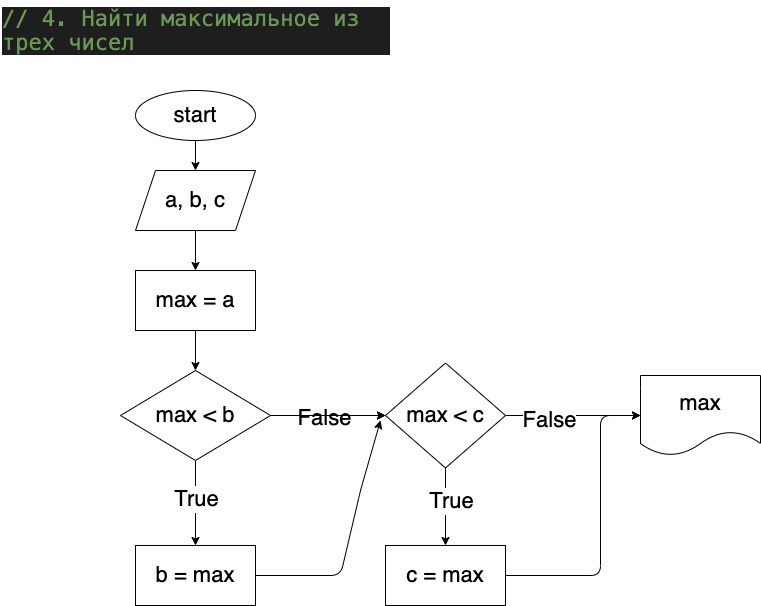 // 4. Найти максимальное из
трех чисел
start
a, b, c
max = a
max < b
False
max < c
False
max
True
True
b = max
c = max